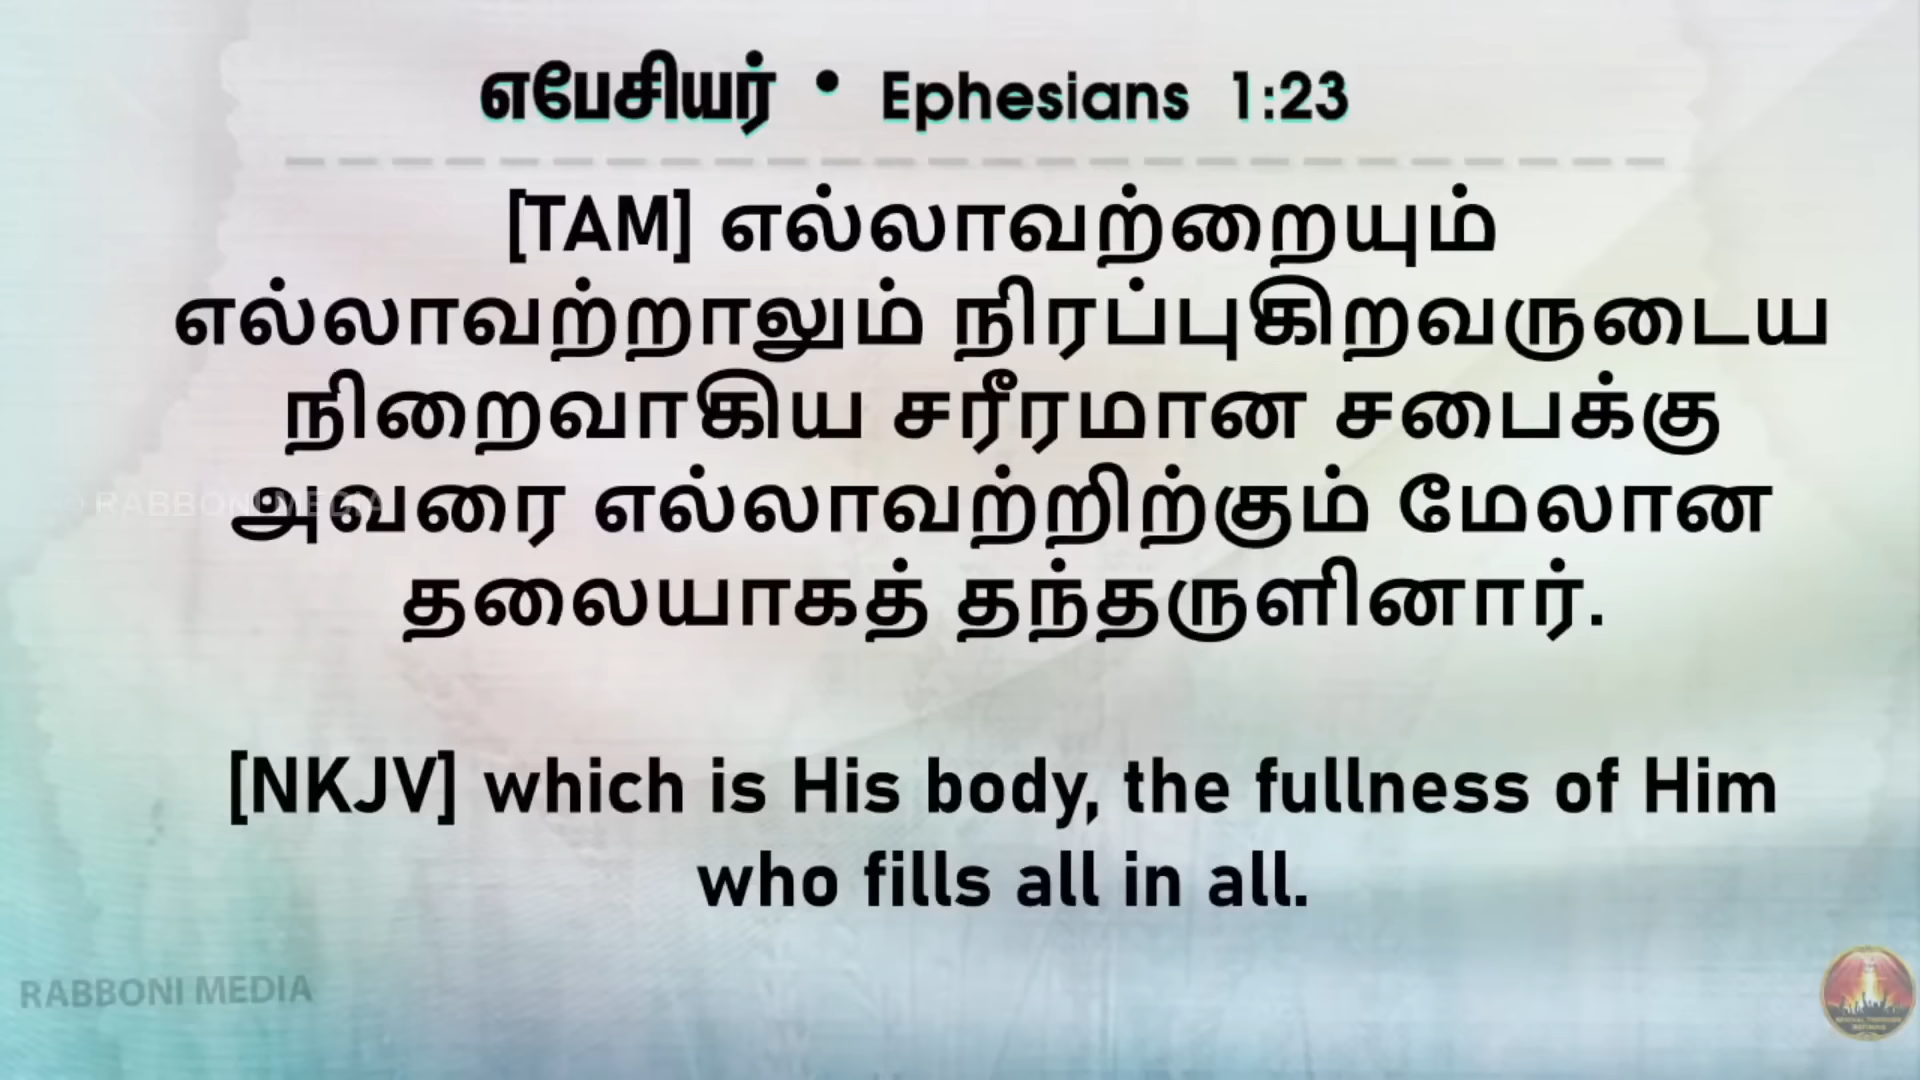 எபேசியர் • Ephesians 1:23
[TAM] எல்லாவற்றையும்
எல்லாவற்றாலும் நிரப்புகிறவருடைய
நிறைவாகிய சரீரமான சபைக்கு
அவரை எல்லாவற்றிற்கும் மேலான
தலையாகத் தந்தருளினார்.
[NKJV] which is His body, the fullness of Him
who fills all in all.
© RABBONI MEDIA
RABBONI MEDIA